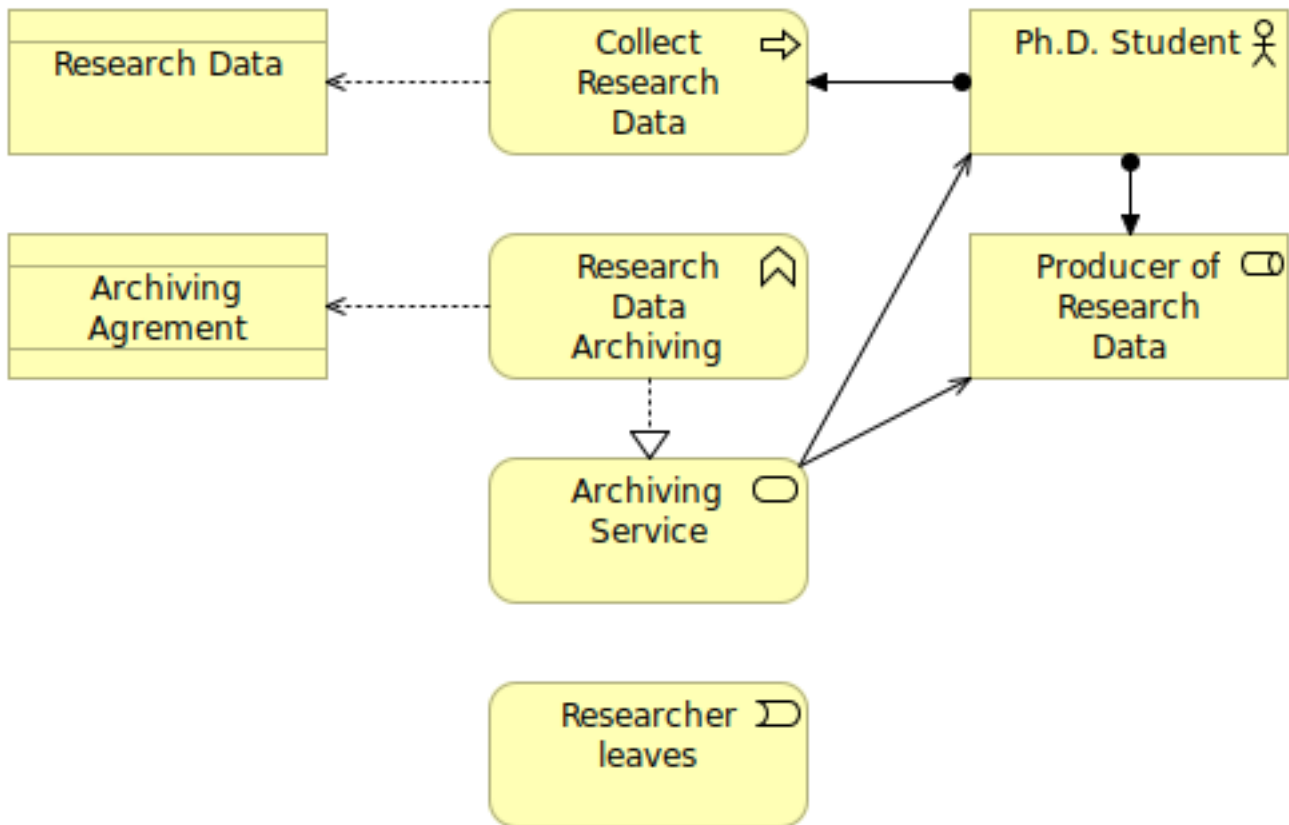 Research Data
Collect
Research
Data
Ph.D. Student
Archiving
Agrement
Research
Data
Archiving
Producer of
Research
Data
Archiving
Service
Researcher
leaves